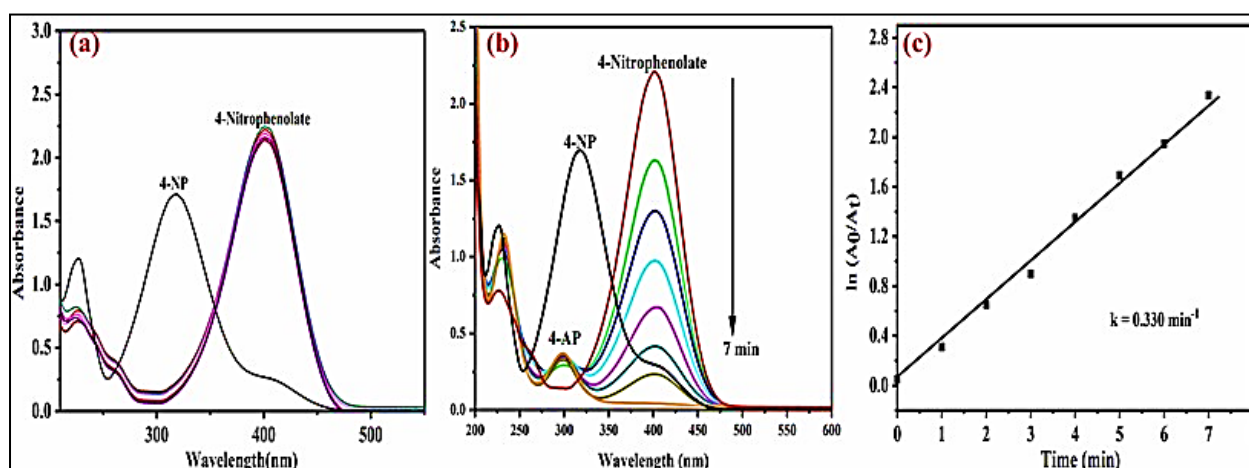 (a)
3.0
2.5
2.0
1.5
1.0
0.5
0.0
Absorbance
4-NP
4-Nitrophenolate
300
400
500
Wavelength(nm)
(b)
2.5
2.0
1.5
1.0
0.5
0.0
Absorbance
4-Nitrophenolate
4-NP
4-AP
7 min
200
250
300
350
400
450
500
550
600
Wavelength (nm)
(c)
2.8
2.4
2.0
1.6
1.2
0.8
0.4
0.0
ln (A0/At)
k = 0.330 min⁻¹
0
1
2
3
4
5
6
7
Time (min)